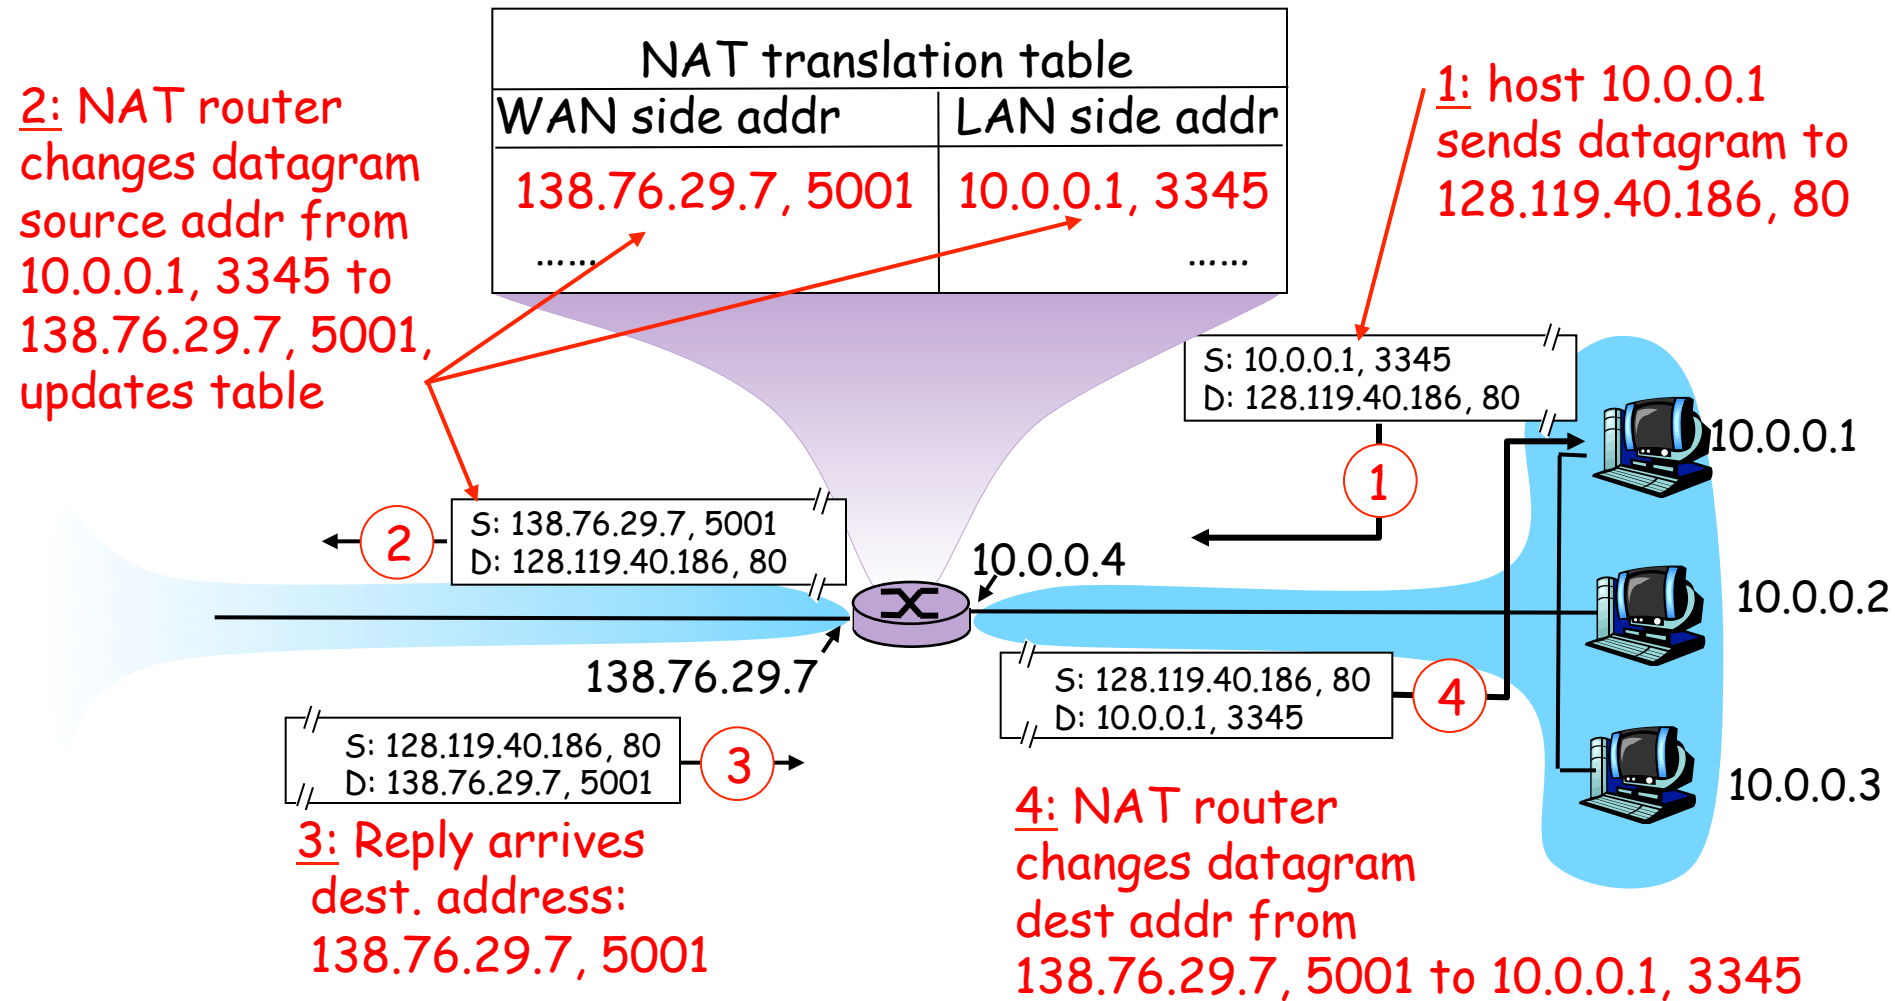 NAT translation table
WAN side addr
LAN side addr
138.76.29.7, 5001
10.0.0.1, 3345
......
......
2: NAT router
changes datagram
source addr from
10.0.0.1, 3345 to
138.76.29.7, 5001,
updates table
1: host 10.0.0.1
sends datagram to
128.119.40.186, 80
S: 10.0.0.1, 3345
D: 128.119.40.186, 80
1
10.0.0.1
S: 138.76.29.7, 5001
D: 128.119.40.186, 80
2
10.0.0.4
10.0.0.2
138.76.29.7
S: 128.119.40.186, 80
D: 10.0.0.1, 3345
4
S: 128.119.40.186, 80
D: 138.76.29.7, 5001
3
10.0.0.3
3: Reply arrives
dest. address:
138.76.29.7, 5001
4: NAT router
changes datagram
dest addr from
138.76.29.7, 5001 to 10.0.0.1, 3345